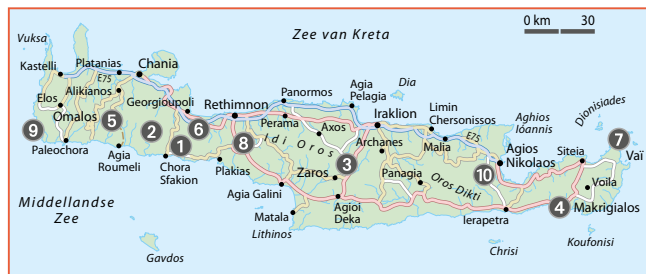 Zee van Kreta
0 km 30
Vuksa
Kastelli
Platanias
Chania
E75
Alikianos
Georgioupoli
Elos
Omalos
5
2
9
Paleochora
Agia
Roumeli
1
6
Chora
Sfakion
Rethimnon
8
Plakias
Panormos
Perama
Axos
Idi Oros
Agia
Pelagia
Dia
Iraklion
3
Archanes
Zaros
Agia Galini
Agioi
Deka
Matala
Lithinos
Limin
Chersonissos
Malia
E75
Panagia
Oros Dikti
Aghios
Ióannis
Agios
Nikolaos
10
Ierapetra
Chrisi
Dionisiades
7
Siteia
Vaï
Voila
4
Makrigialos
Koufonisi
Middellandse
Zee
Gavdos